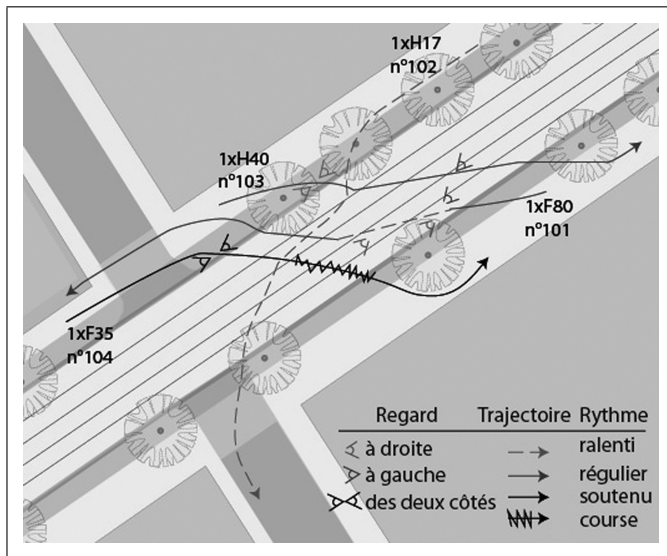 1xH17
n°102
1xH40
n°103
1xF80
n°101
1xF35
n°104
Regard Trajectoire Rythme
à droite ralenti
à gauche régulier
des deux côtés soutenu
course